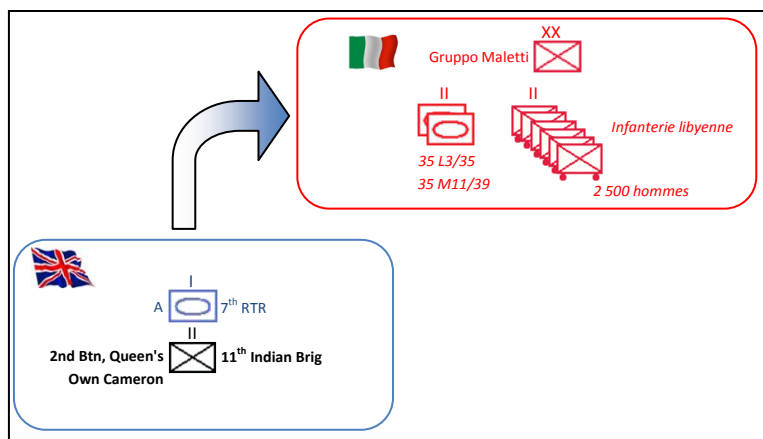 XX
Gruppo Maletti
II II
Infanterie libyenne
35 L3/35
35 M11/39
2 500 hommes
I
A 7th RTR
II
2nd Btn, Queen's 11th Indian Brig
Own Cameron